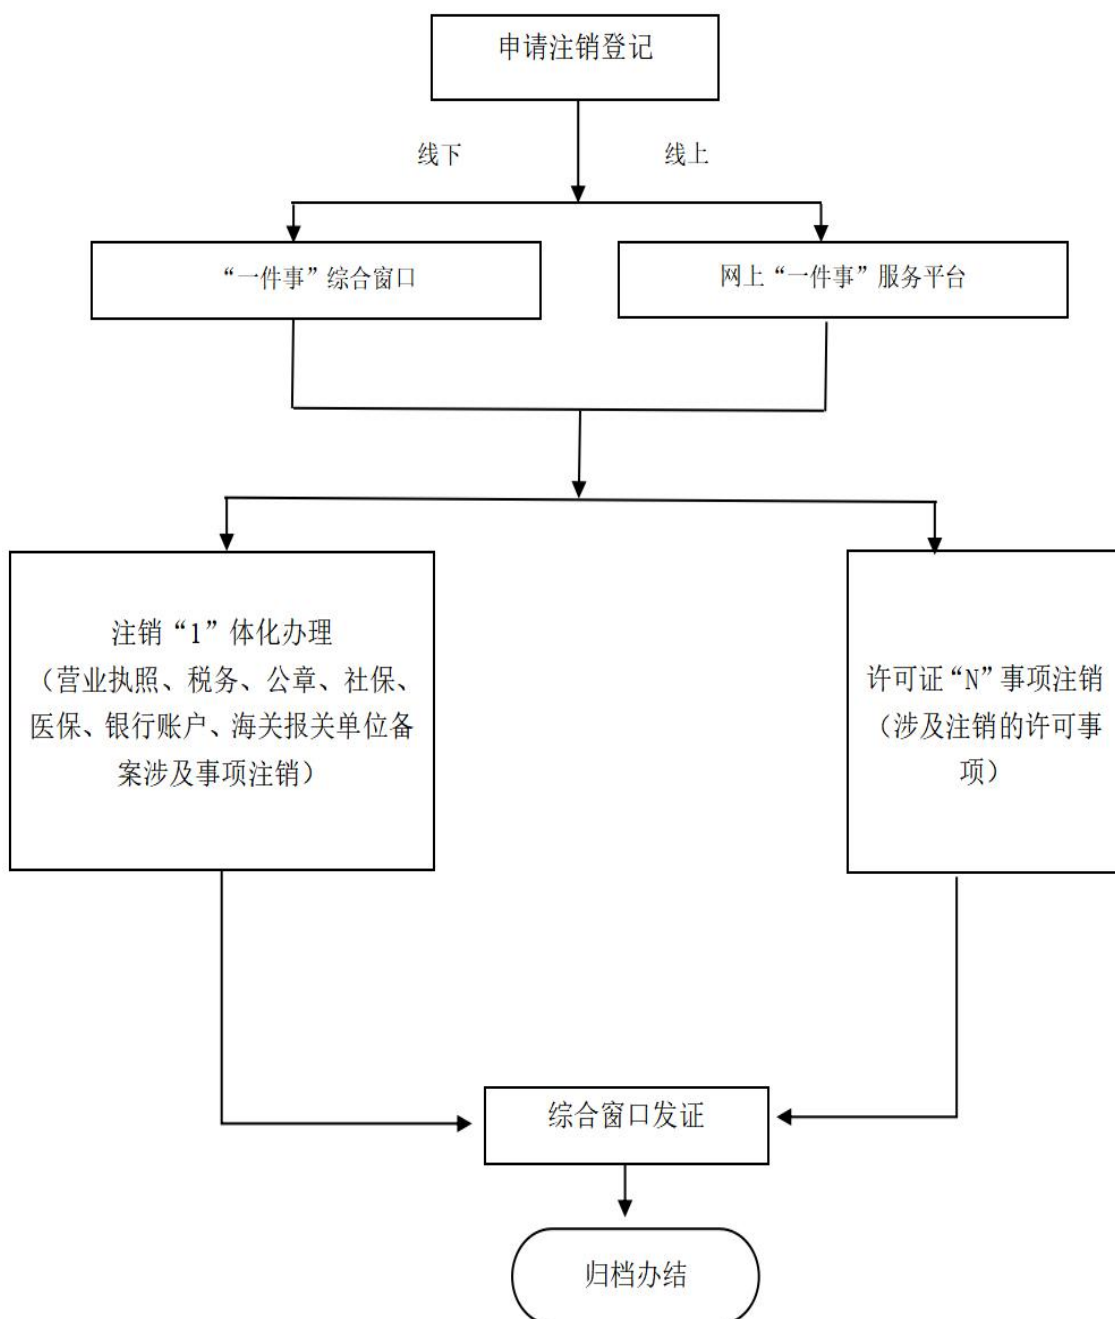 申请注销登记
线下
线上
“一件事”综合窗口
网上“一件事”服务平台
注销“1”体化办理
（营业执照、税务、公章、社保、
医保、银行账户、海关报关单位备
案涉及事项注销）
许可证“N”事项注销
（涉及注销的许可事
项）
综合窗口发证
归档办结